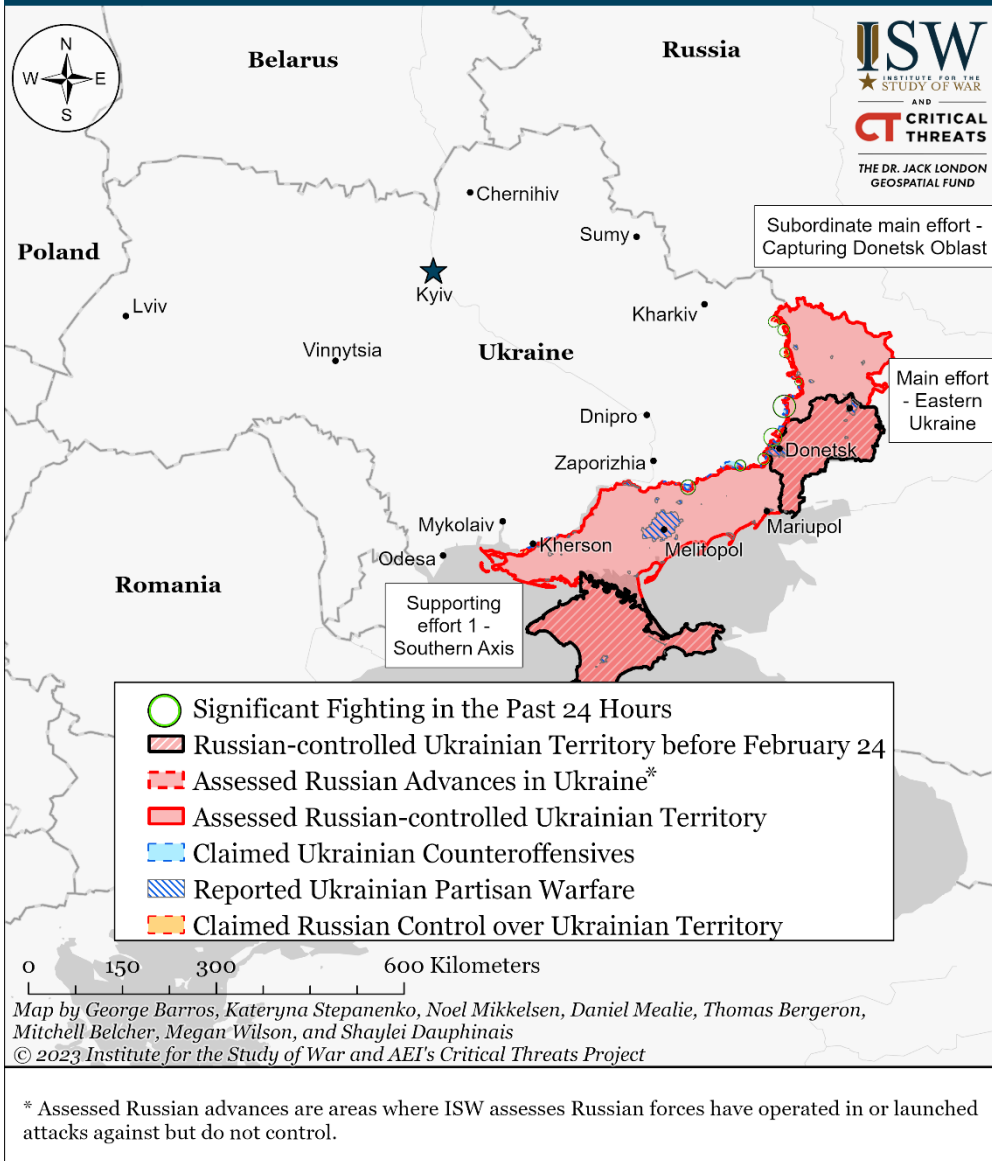 N
W E
S
Belarus
Russia
ISW
INSTITUTE FOR THE
STUDY OF WAR
AND
CT CRITICAL
THREATS
THE DR. JACK LONDON
GEOSPATIAL FUND
Chernihiv
Sumy
Subordinate main effort -
Capturing Donetsk Oblast
Poland
Kyiv
Lviv
Kharkiv
Vinnytsia
Ukraine
Main effort
- Eastern
Ukraine
Dnipro
Donetsk
Zaporizhia
Mykolaiv
Mariupol
Odesa
Kherson
Melitopol
Romania
Supporting
effort 1 -
Southern Axis
Significant Fighting in the Past 24 Hours
Russian-controlled Ukrainian Territory before February 24
Assessed Russian Advances in Ukraine*
Assessed Russian-controlled Ukrainian Territory
Claimed Ukrainian Counteroffensives
Reported Ukrainian Partisan Warfare
Claimed Russian Control over Ukrainian Territory
0 150 300 600 Kilometers
Map by George Barros, Kateryna Stepanenko, Noel Mikkelsen, Daniel Mealie, Thomas Bergeron,
Mitchell Belcher, Megan Wilson, and Shaylei Dauphinais
© 2023 Institute for the Study of War and AEI's Critical Threats Project
* Assessed Russian advances are areas where ISW assesses Russian forces have operated in or launched
attacks against but do not control.